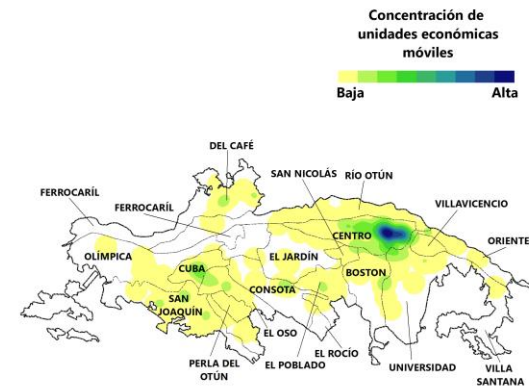 Concentración de
unidades económicas
móviles
Baja Alta
DEL CAFÉ
SAN NICOLÁS RÍO OTÚN
FERROCARÍL
FERROCARÍL
VILLAVICENCIO
CENTRO
ORIENTE
OLÍMPICA
EL JARDÍN
CUBA
BOSTON
CONSOTA
SAN
JOAQUÍN
EL OSO
PERLA DEL
OTÚN
EL POBLADO
EL ROCÍO
UNIVERSIDAD
VILLA
SANTANA